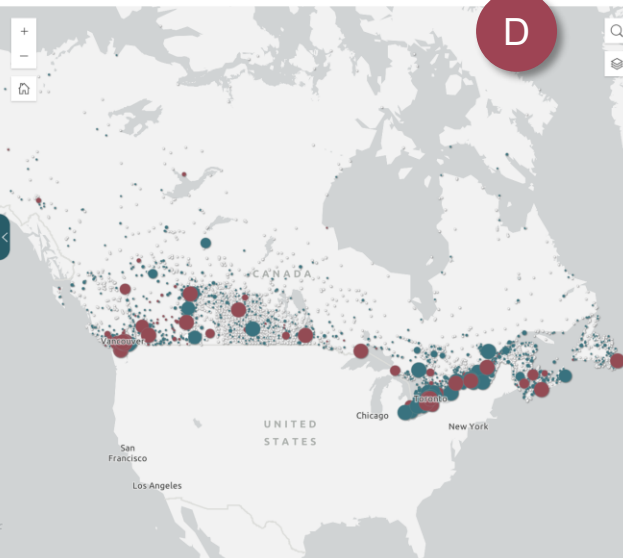 D
+
−
CANADA
Vancouver
Toronto
Chicago
New York
UNITED
STATES
San
Francisco
Los Angeles